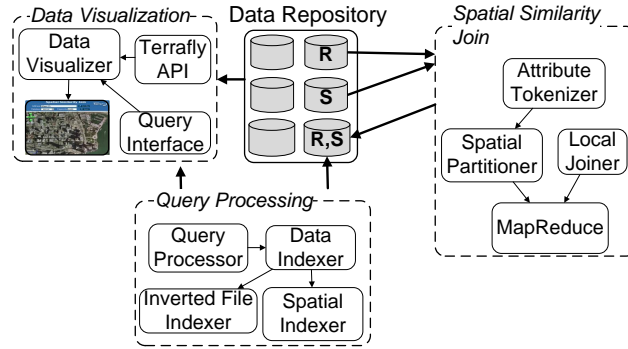 Data Visualization
Data
Visualizer
Terrafly
API
Query
Interface
Data Repository
R
S
R,S
Spatial Similarity
Join
Attribute
Tokenizer
Spatial
Partitioner
Local
Joiner
MapReduce
Query Processing
Query
Processor
Data
Indexer
Inverted File
Indexer
Spatial
Indexer